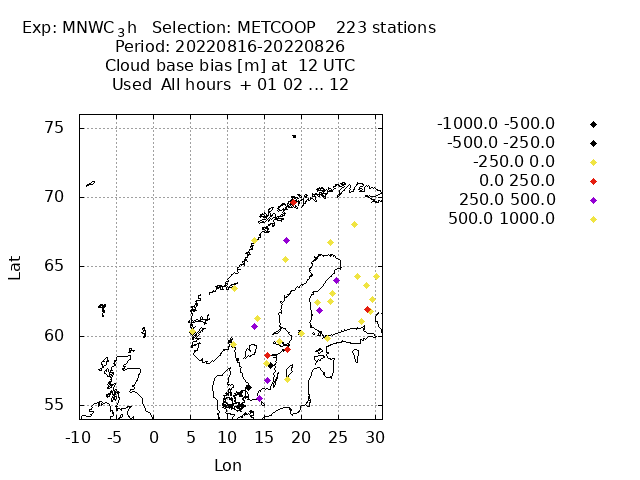 Exp: MNWC_3h   Selection: METCOOP    223 stations
Period: 20220816-20220826
Cloud base bias [m] at  12 UTC
Used  All hours  + 01 02 ... 12
-1000.0 -500.0
-500.0 -250.0
-250.0 0.0
0.0 250.0
250.0 500.0
500.0 1000.0
75
70
65
60
55
Lat
-10 -5 0 5 10 15 20 25 30
Lon